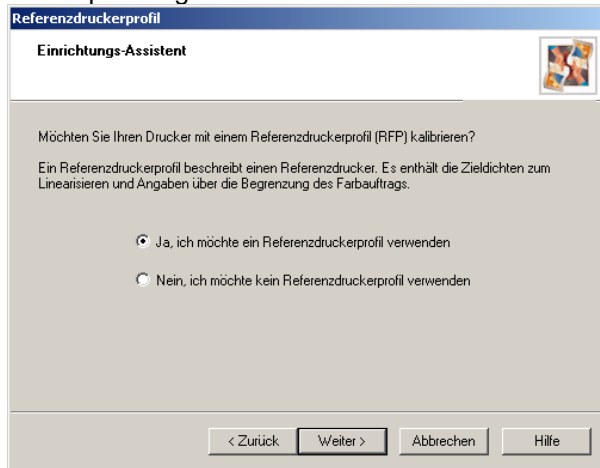 Referenzdruckerprofil
Einrichtungs-Assistent
Möchten Sie Ihren Drucker mit einem Referenzdruckerprofil (RFP) kalibrieren?
Ein Referenzdruckerprofil beschreibt einen Referenzdrucker. Es enthält die Zieldichten zum
Linearisieren und Angaben über die Begrenzung des Farbauftrags.
Ja, ich möchte ein Referenzdruckerprofil verwenden
Nein, ich möchte kein Referenzdruckerprofil verwenden
< Zurück Weiter > Abbrechen Hilfe